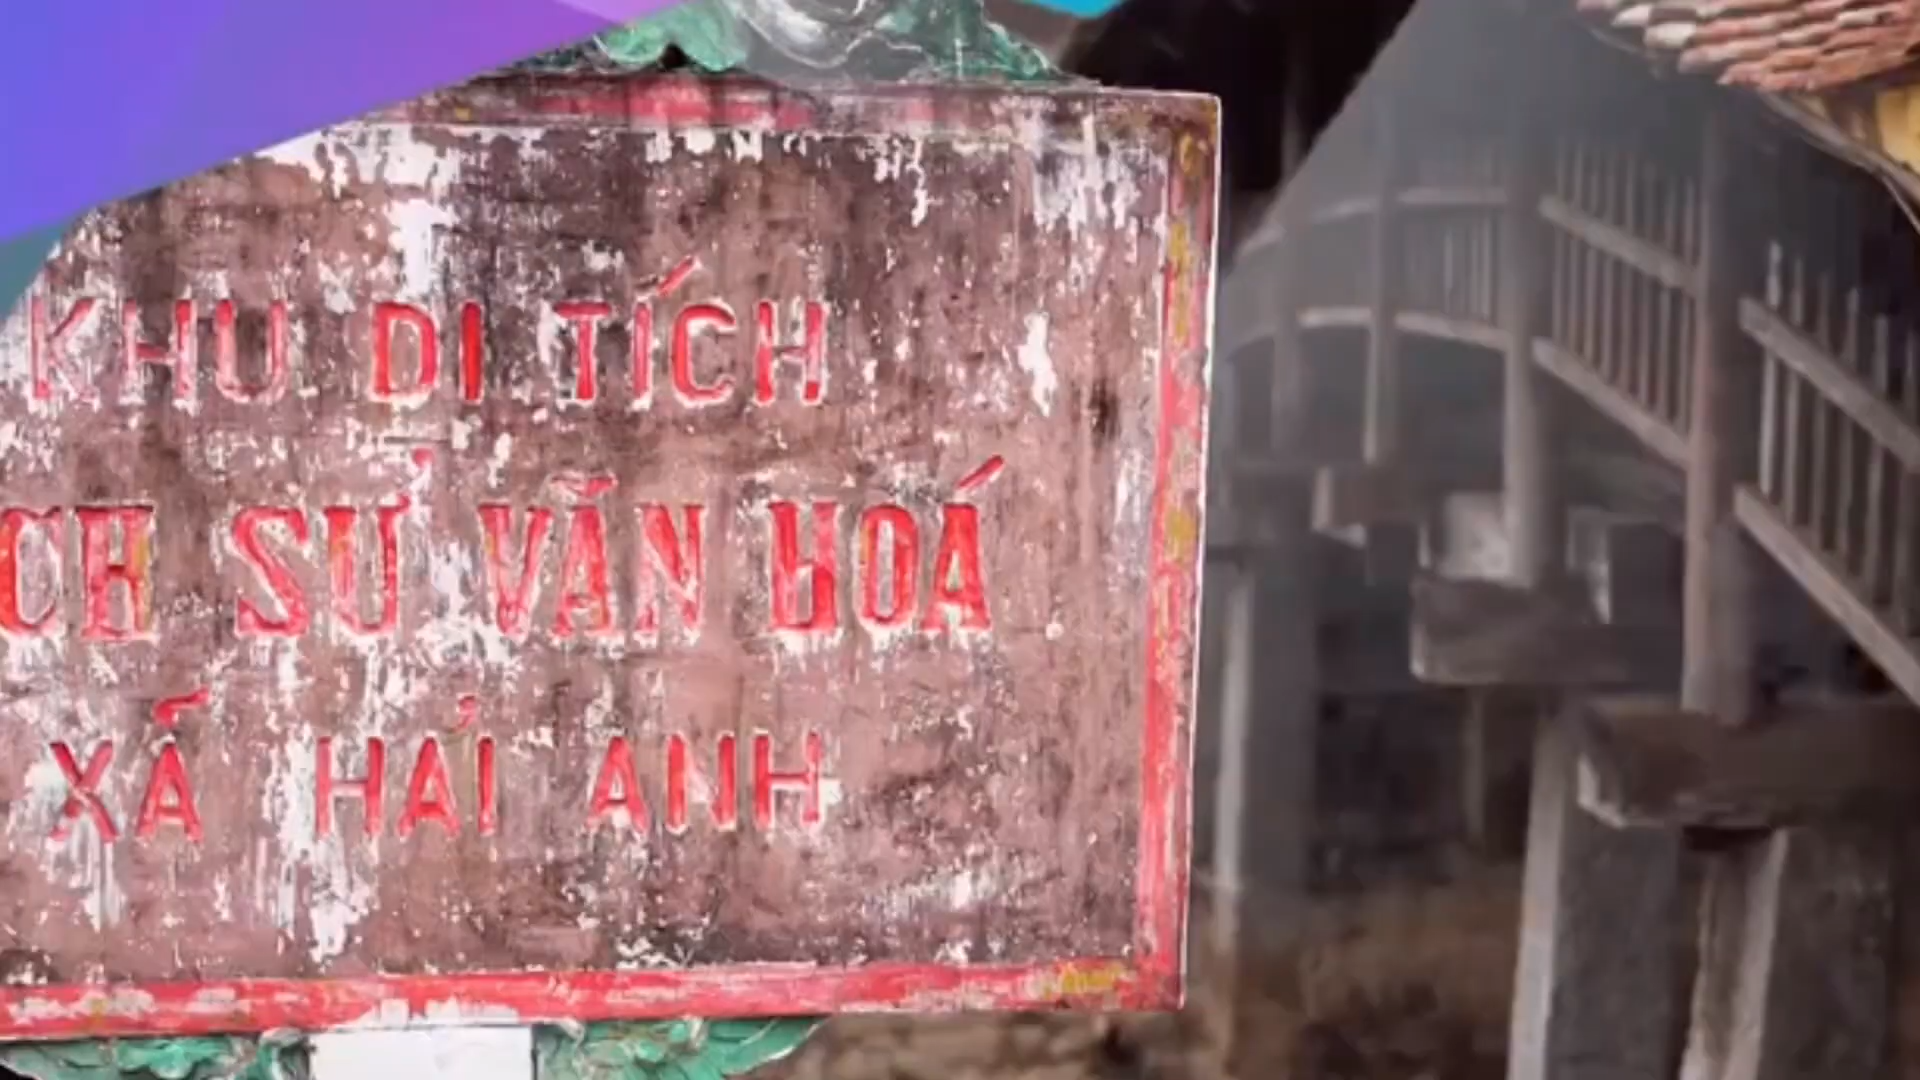 KHU DI TÍCH
CH SỬ VĂN HOÁ
XÃ HẢI ANH